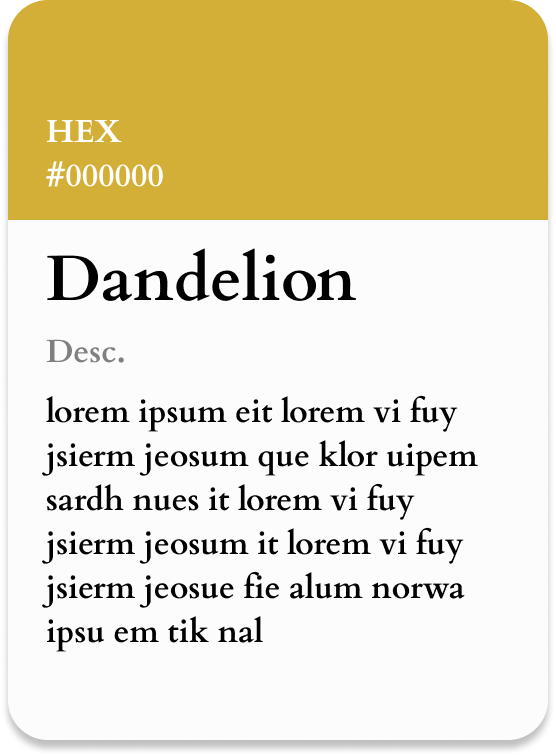 HEX
#000000
Dandelion
Desc.
lorem ipsum eit lorem vi fuy
jsierm jeosum que klor uipem
sardh nues it lorem vi fuy
jsierm jeosum it lorem vi fuy
jsierm jeosue fie alum norwa
ipsu em tik nal